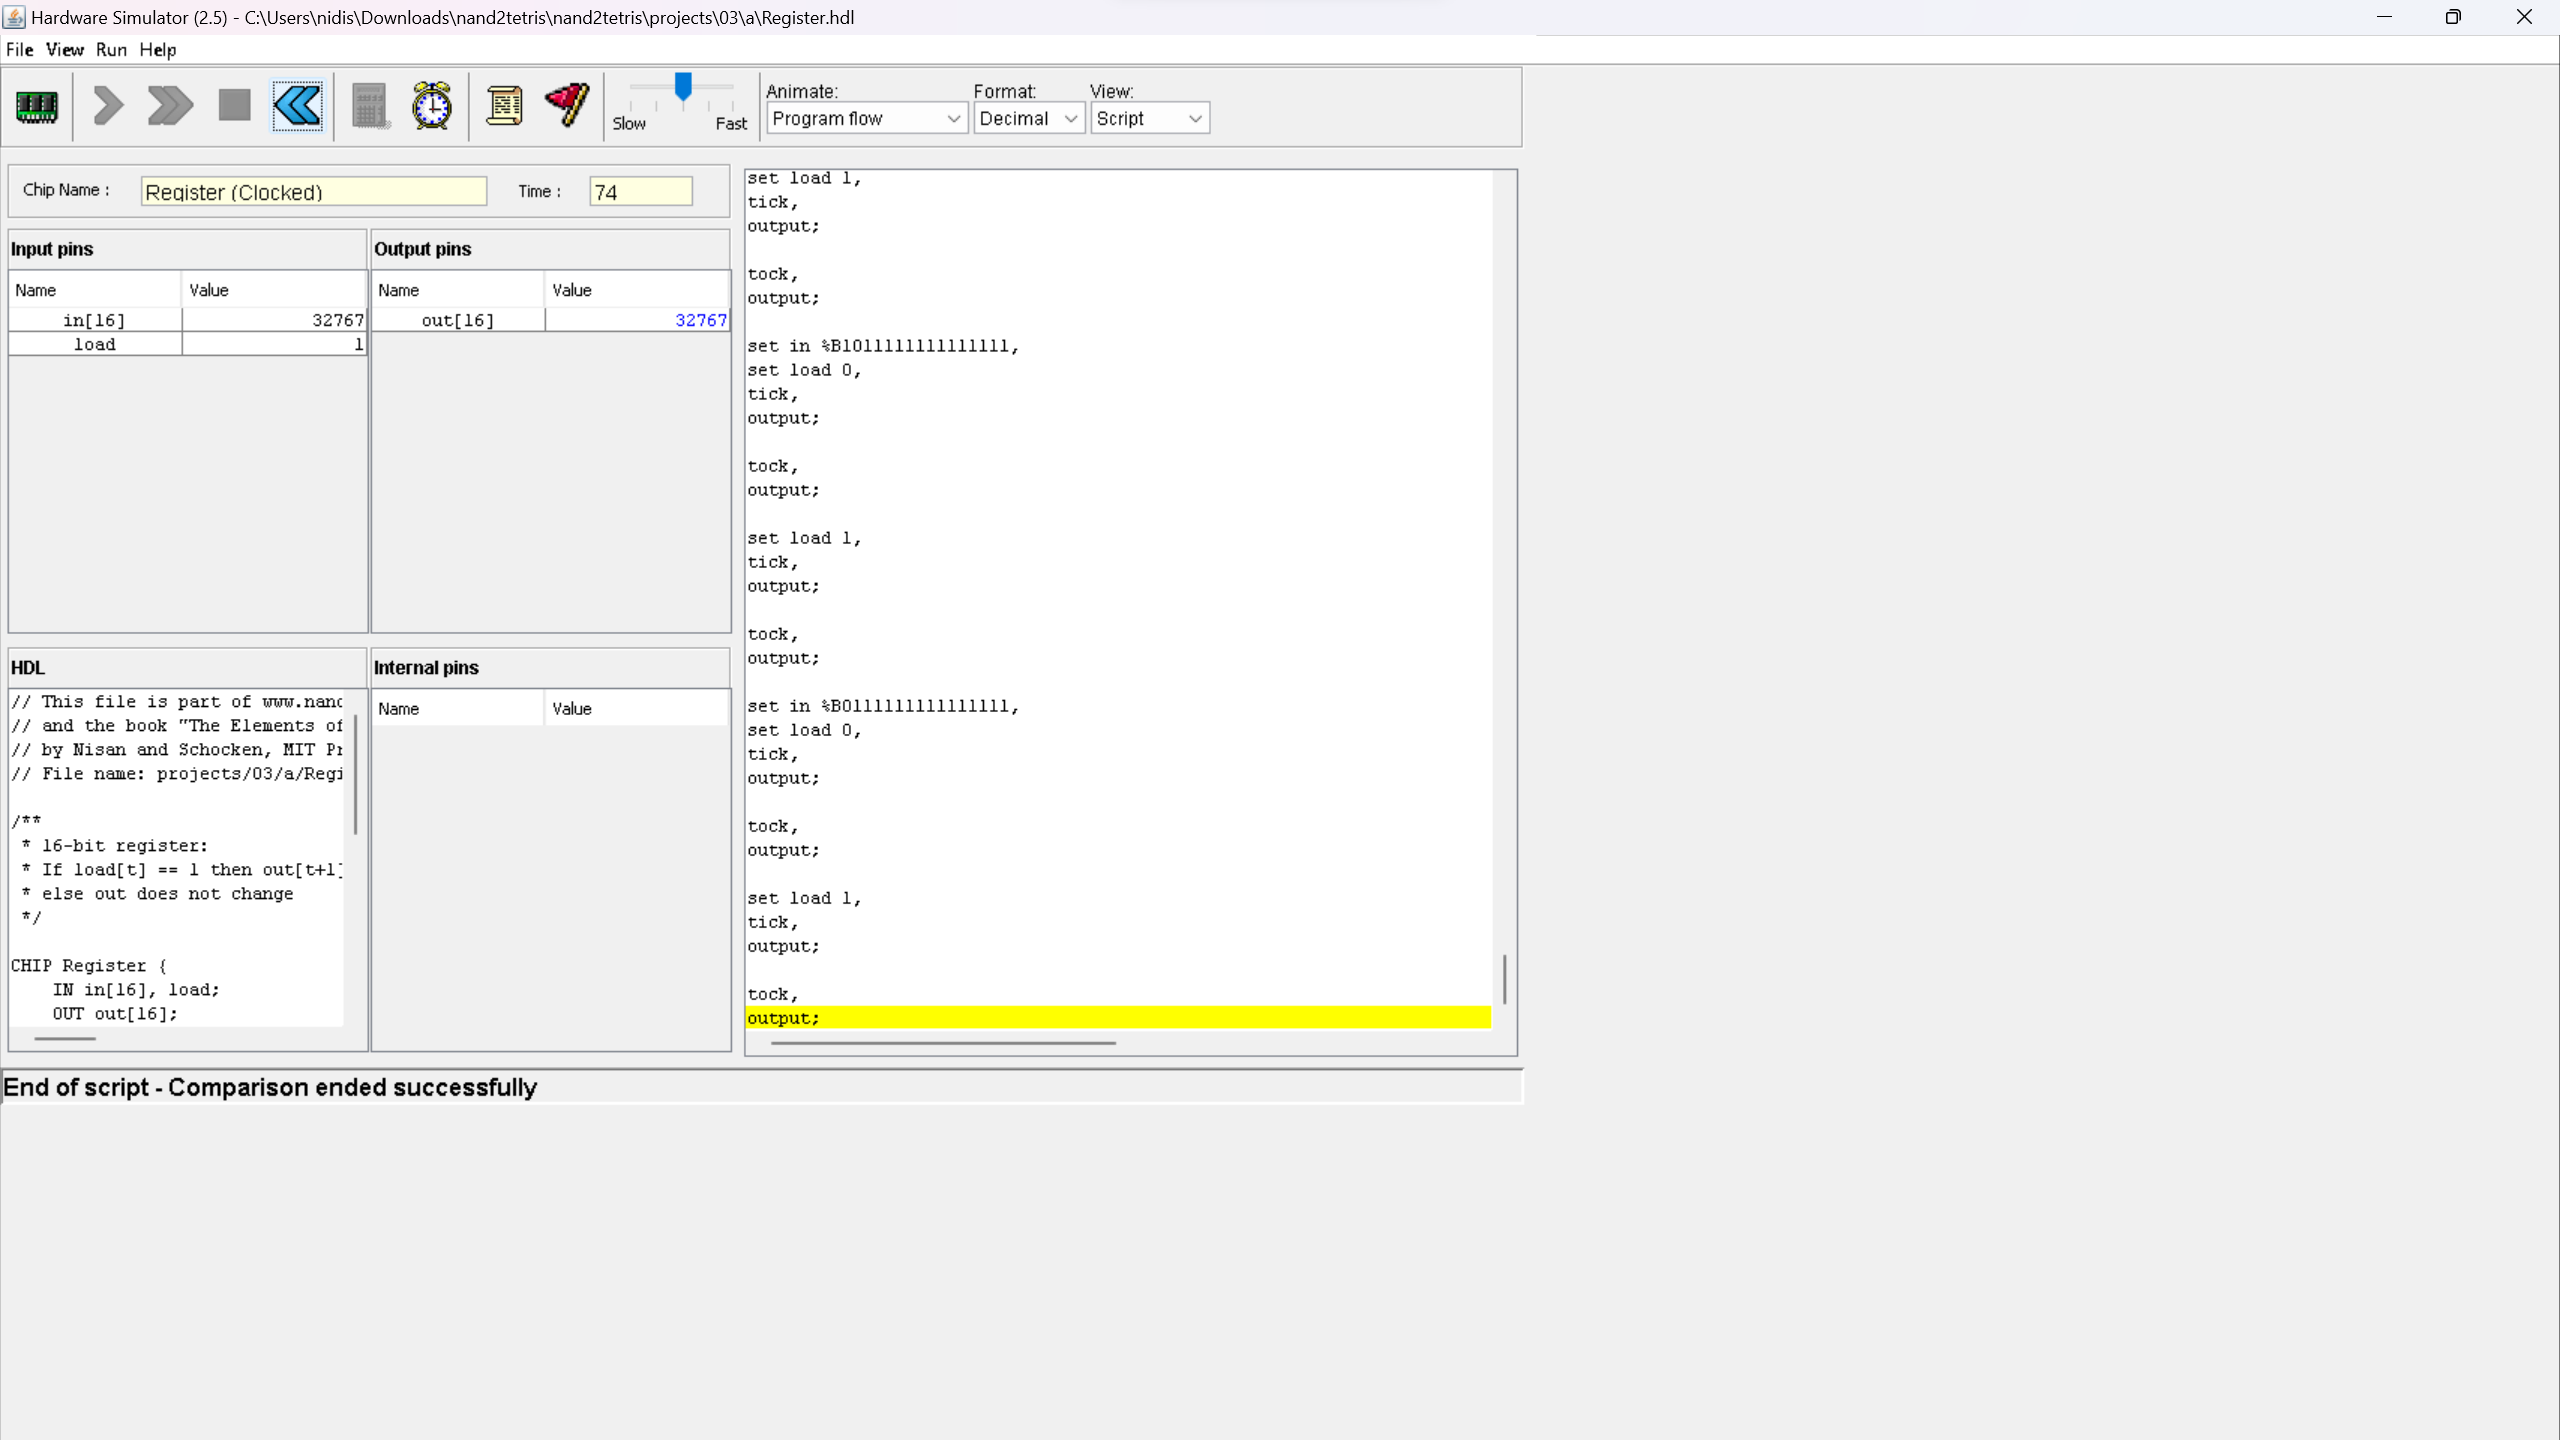 Hardware Simulator (2.5) - C:\Users\nidis\Downloads\nand2tetris\nand2tetris\projects\03\a\Register.hdl
File View Run Help
Slow Fast
Animate: Format: View:
Program flow Decimal Script
Chip Name : Register (Clocked) Time : 74
Input pins
Name Value
in[16] 32767
load 1
Output pins
Name Value
out[16] 32767
HDL
// This file is part of www.nand
// and the book "The Elements of
// by Nisan and Schocken, MIT Pr
// File name: projects/03/a/Regi
/**
* 16-bit register:
* If load[t] == 1 then out[t+1]
* else out does not change
*/
CHIP Register {
IN in[16], load;
OUT out[16];
Internal pins
Name Value
set load 1,
tick,
output;
tock,
output;
set in %B1011111111111111,
set load 0,
tick,
output;
tock,
output;
set load 1,
tick,
output;
tock,
output;
set in %B0111111111111111,
set load 0,
tick,
output;
tock,
output;
set load 1,
tick,
output;
tock,
output;
End of script - Comparison ended successfully